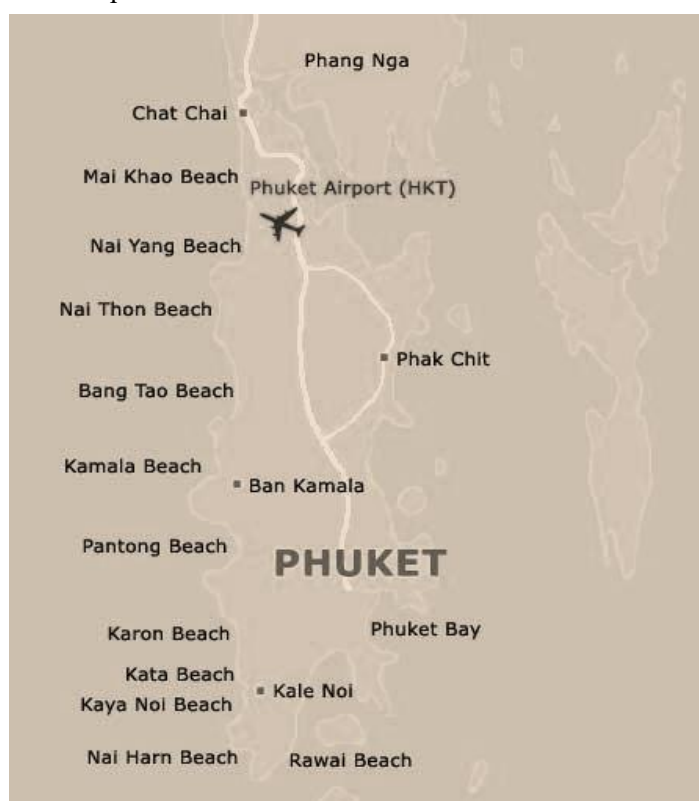 Phang Nga
Chat Chai
Mai Khao Beach
Phuket Airport (HKT)
Nai Yang Beach
Nai Thon Beach
Phak Chit
Bang Tao Beach
Kamala Beach
Ban Kamala
Pantong Beach
PHUKET
Karon Beach
Phuket Bay
Kata Beach
Kale Noi
Kaya Noi Beach
Nai Harn Beach
Rawai Beach